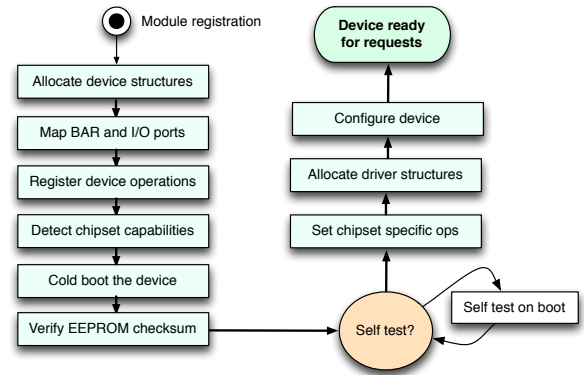 Module registration
Allocate device structures
Map BAR and I/O ports
Register device operations
Detect chipset capabilities
Cold boot the device
Verify EEPROM checksum
Self test?
Self test on boot
Set chipset specific ops
Allocate driver structures
Configure device
Device ready
for requests